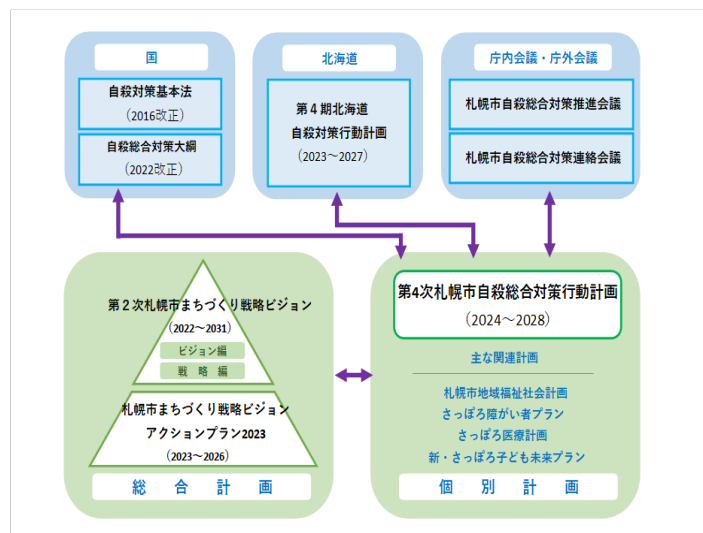 国
自殺対策基本法
（2016改正）
自殺総合対策大綱
（2022改正）
北海道
第４期北海道
自殺対策行動計画
（2023～2027）
庁内会議・庁外会議
札幌市自殺総合対策推進会議
札幌市自殺総合対策連絡会議
第２次札幌市まちづくり戦略ビジョン
（2022～2031）
ビジョン編
戦　略　編
札幌市まちづくり戦略ビジョン
アクションプラン2023
（2023～2026）
総　合　計　画
第4次札幌市自殺総合対策行動計画
（2024～2028）
主な関連計画
札幌市地域福祉社会計画
さっぽろ障がい者プラン
さっぽろ医療計画
新・さっぽろ子ども未来プラン
個　別　計　画